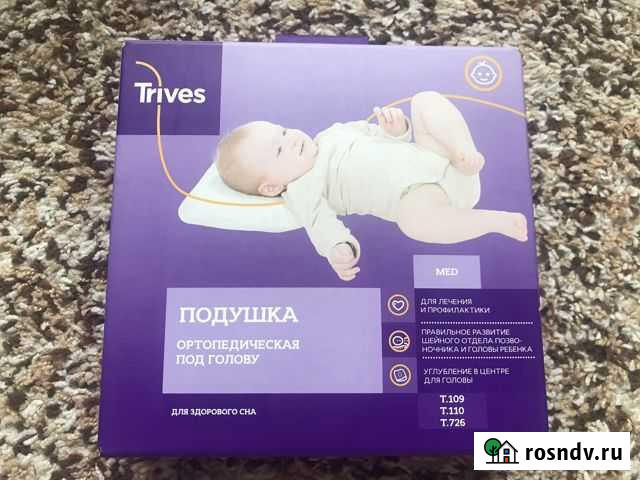 Trives
MED
ПОДУШКА
ОРТОПЕДИЧЕСКАЯ
ПОД ГОЛОВУ
ДЛЯ ЗДОРОВОГО СНА
ДЛЯ ЛЕЧЕНИЯ
И ПРОФИЛАКТИКИ
ПРАВИЛЬНОЕ РАЗВИТИЕ
ШЕЙНОГО ОТДЕЛА ПОЗВО-
НОЧНИКА И ГОЛОВЫ РЕБЕНКА
УГЛУБЛЕНИЕ В ЦЕНТРЕ
ДЛЯ ГОЛОВЫ
Т.109
Т.110
Т.726
rosndv.ru